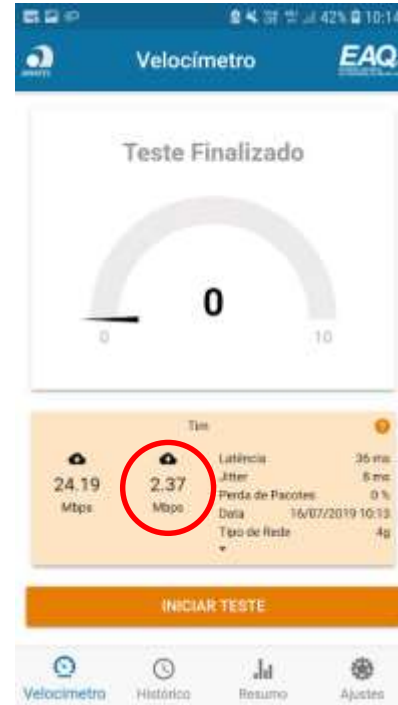 42% 10:14
Velocímetro
EAQ
Teste Finalizado
0
0 10
Tim
24.19
Mbps
2.37
Mbps
Latência 36 ms
Jitter 8 ms
Perda de Pacotes 0 %
Data 16/07/2019 10:13
Tipo de Rede 4g
INICIAR TESTE
Velocímetro Histórico Resumo Ajustes